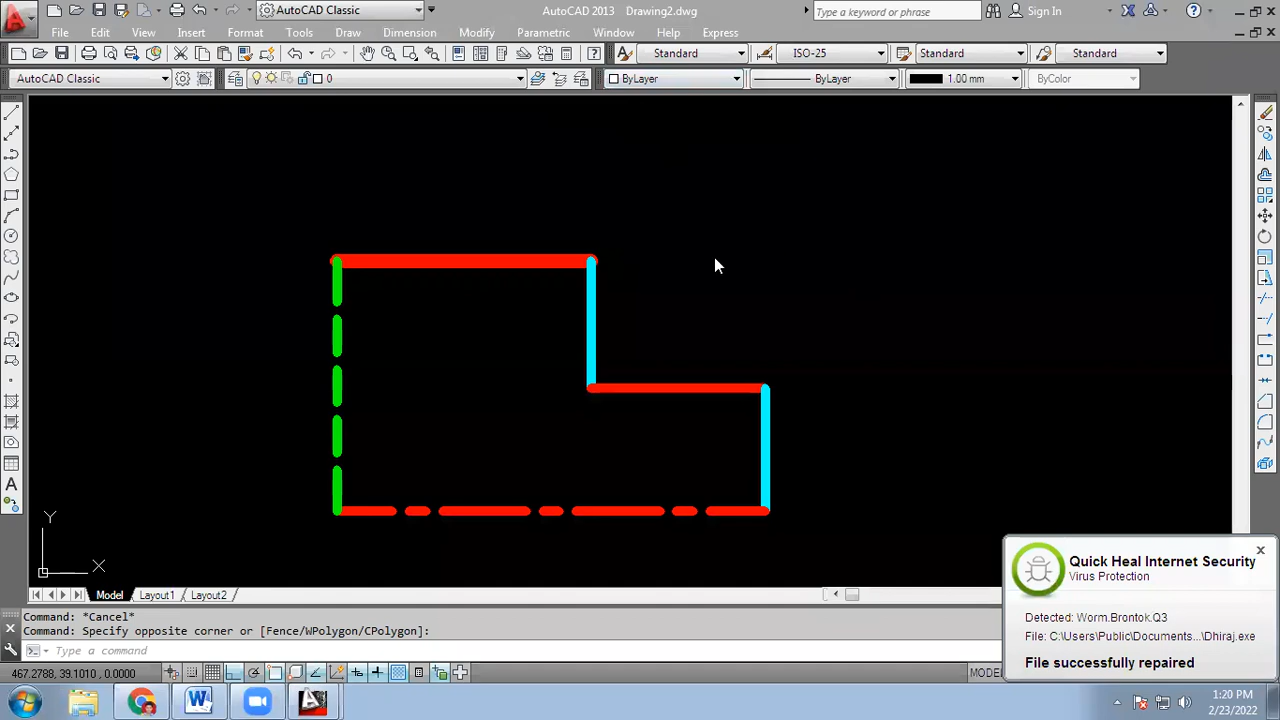 AutoCAD Classic
AutoCAD 2013 Drawing2.dwg
Type a keyword or phrase
Sign In
File Edit View Insert Format Tools Draw Dimension Modify Parametric Window Help Express
Standard ISO-25 Standard Standard
AutoCAD Classic 0 ByLayer ByLayer 1.00 mm ByColor
Y
X
Model Layout1 Layout2
Command: *Cancel*
Command: Specify opposite corner or [Fence/WPolygon/CPolygon]:
Type a command
467.2788, 39.1010, 0.0000
MODE
Quick Heal Internet Security
Virus Protection
Detected: Worm.Brontok.Q3
File: C:\Users\Public\Documents...\Dhiraj.exe
File successfully repaired
1:20 PM
2/23/2022